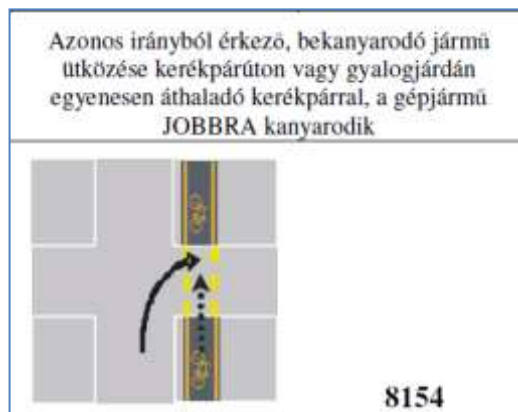 Azonos irányból érkező, bekanyarodó jármű
ütközése kerékpárúton vagy gyalogjárdán
egyenesen áthaladó kerékpárral, a gépjármű
JOBBRA kanyarodik
8154